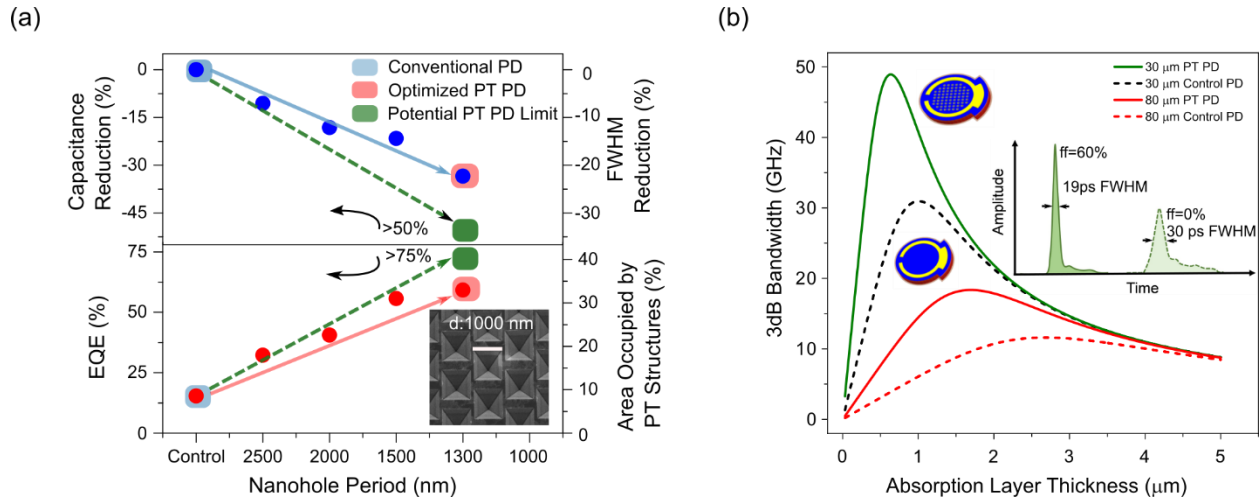 (a)
Capacitance
Reduction (%)
0
-15
-30
-45
Conventional PD
Optimized PT PD
Potential PT PD Limit
>50%
0
-10
-20
-30
FWHM
Reduction (%)
EQE (%)
75
50
25
0
>75%
d:1000 nm
40
30
20
10
0
Area Occupied by
PT Structures (%)
Control 2500 2000 1500 1300 1000
Nanohole Period (nm)
(b)
3dB Bandwidth (GHz)
50
40
30
20
10
0
30 μm PT PD
30 μm Control PD
80 μm PT PD
80 μm Control PD
Amplitude
ff=60%
19ps FWHM
ff=0%
30 ps FWHM
Time
0 1 2 3 4 5
Absorption Layer Thickness (μm)